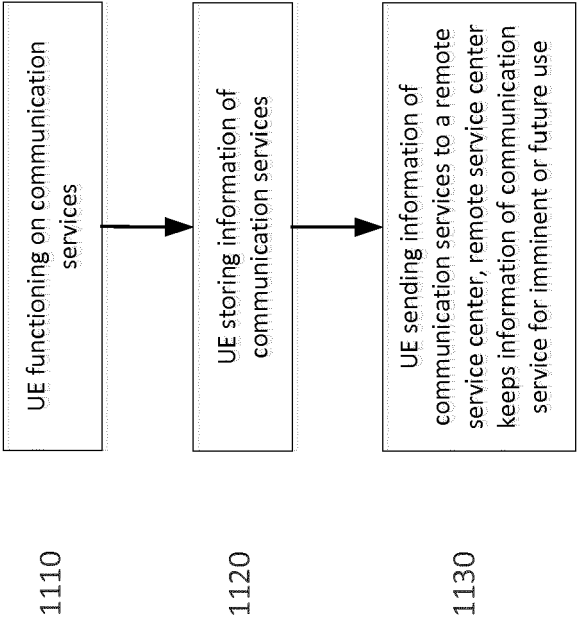 UE functioning on communication
services
UE storing information of
communication services
UE sending information of
communication services to a remote
service center, remote service center
keeps information of communication
service for imminent or future use
1110
1120
1130